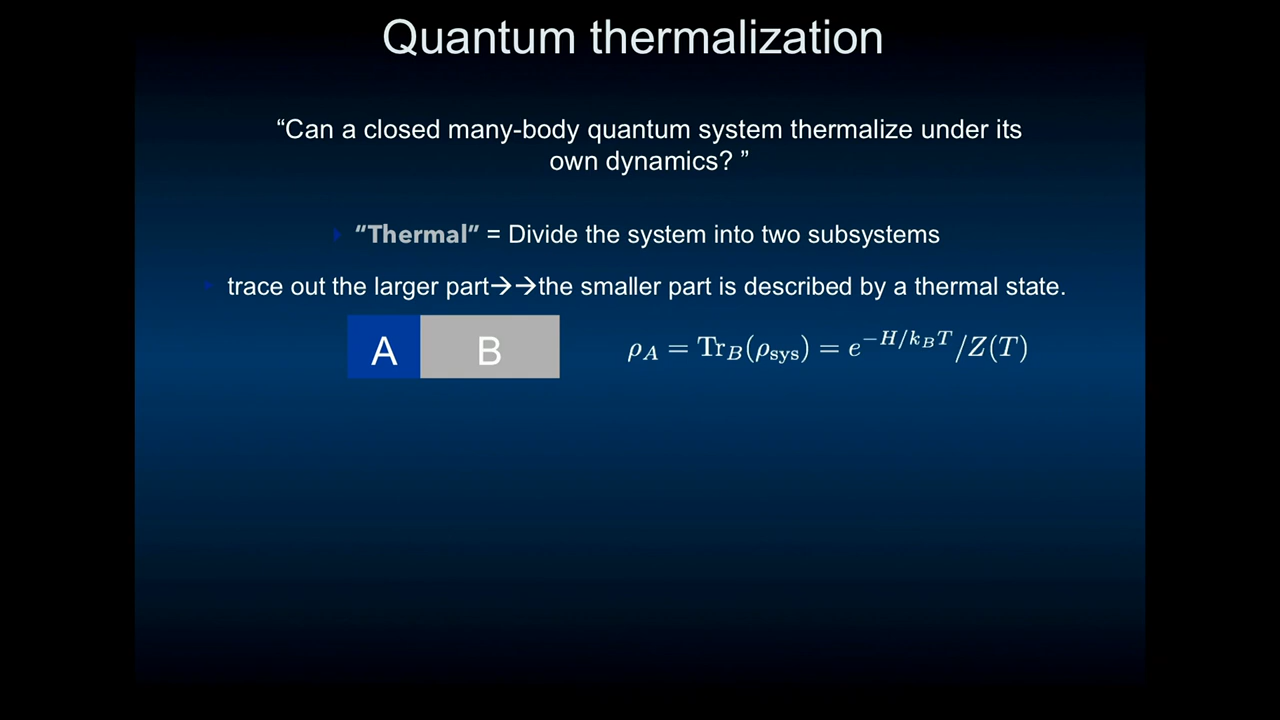 Quantum thermalization
“Can a closed many-body quantum system thermalize under its
own dynamics? ”
“Thermal” = Divide the system into two subsystems
trace out the larger part→→the smaller part is described by a thermal state.
A B ρ_A = Tr_B(ρ_sys) = e^{−H/k_BT}/Z(T)